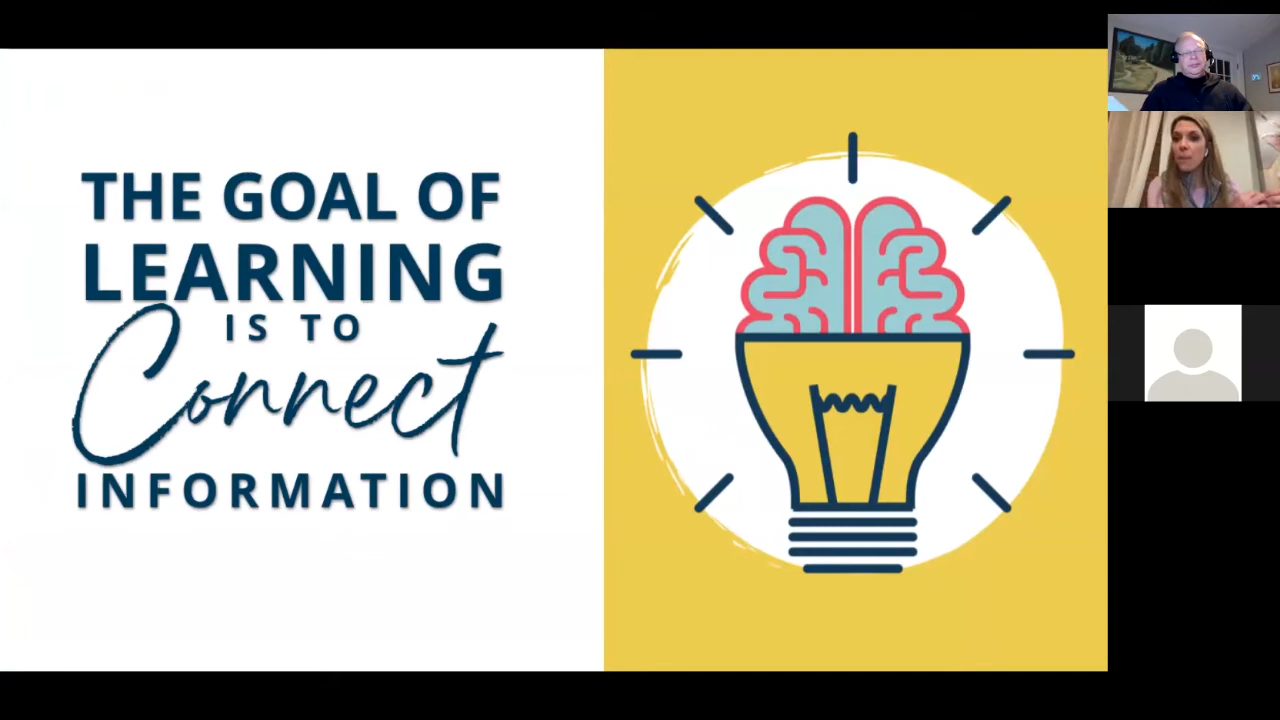 THE GOAL OF
LEARNING
IS TO
Connect
INFORMATION